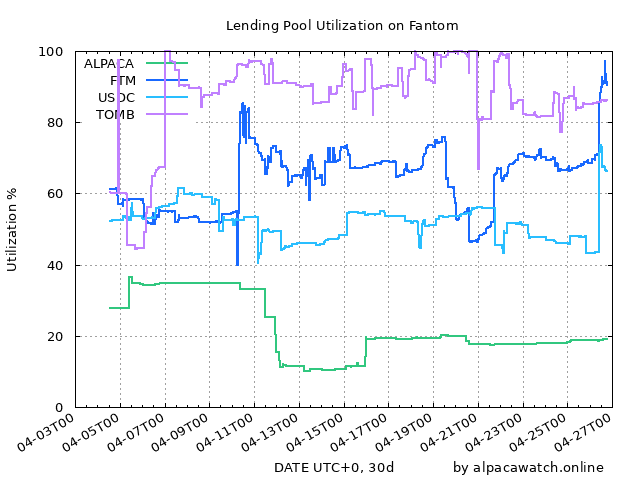 Lending Pool Utilization on Fantom
Utilization %
100
80
60
40
20
0
ALPACA
FTM
USDC
TOMB
04-03T00
04-05T00
04-07T00
04-09T00
04-11T00
04-13T00
04-15T00
04-17T00
04-19T00
04-21T00
04-23T00
04-25T00
04-27T00
DATE UTC+0, 30d
by alpacawatch.online